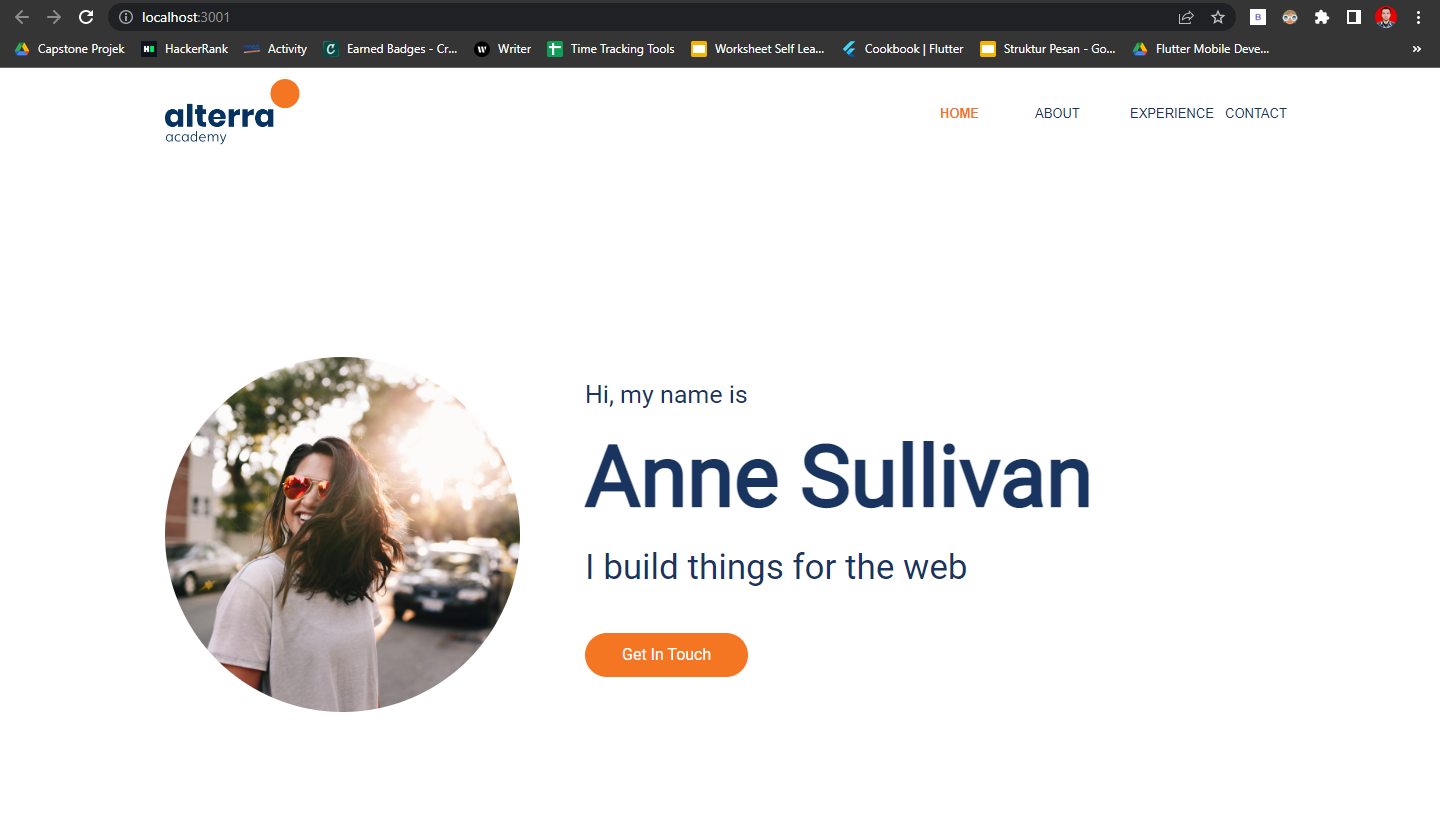 localhost:3001
Capstone Projek HackerRank Activity Earned Badges - Cr... Writer Time Tracking Tools Worksheet Self Lea... Cookbook | Flutter Struktur Pesan - Go... Flutter Mobile Deve... »
alterra
academy
HOME ABOUT EXPERIENCE CONTACT
Hi, my name is
Anne Sullivan
I build things for the web
Get In Touch